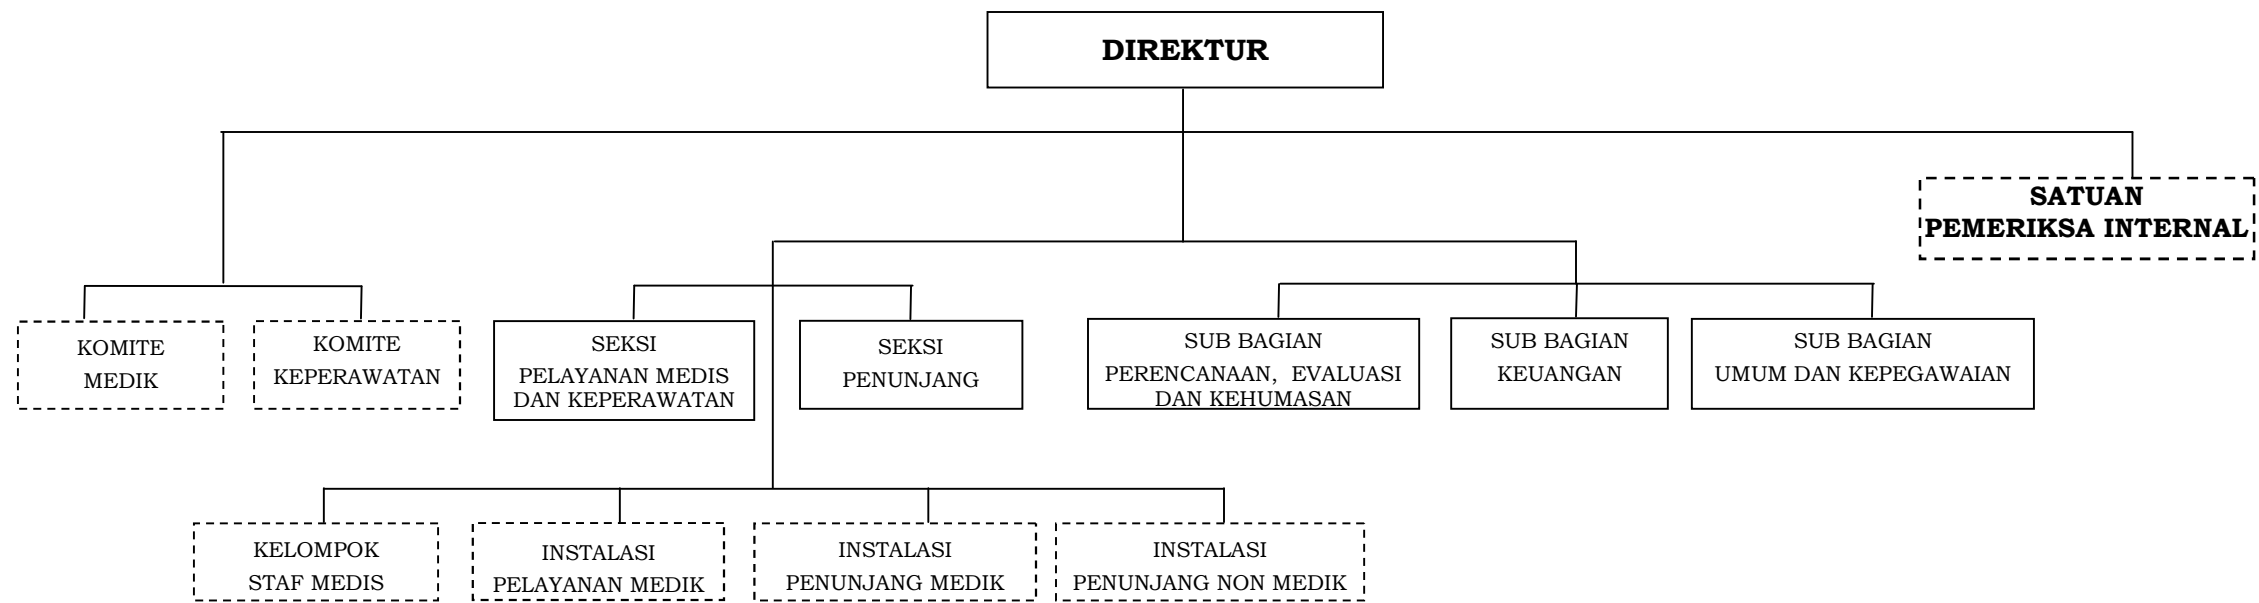 DIREKTUR
SATUAN
PEMERIKSA INTERNAL
KOMITE
MEDIK
KOMITE
KEPERAWATAN
SEKSI
PELAYANAN MEDIS
DAN KEPERAWATAN
SEKSI
PENUNJANG
SUB BAGIAN
PERENCANAAN, EVALUASI
DAN KEHUMASAN
SUB BAGIAN
KEUANGAN
SUB BAGIAN
UMUM DAN KEPEGAWAIAN
KELOMPOK
STAF MEDIS
INSTALASI
PELAYANAN MEDIK
INSTALASI
PENUNJANG MEDIK
INSTALASI
PENUNJANG NON MEDIK